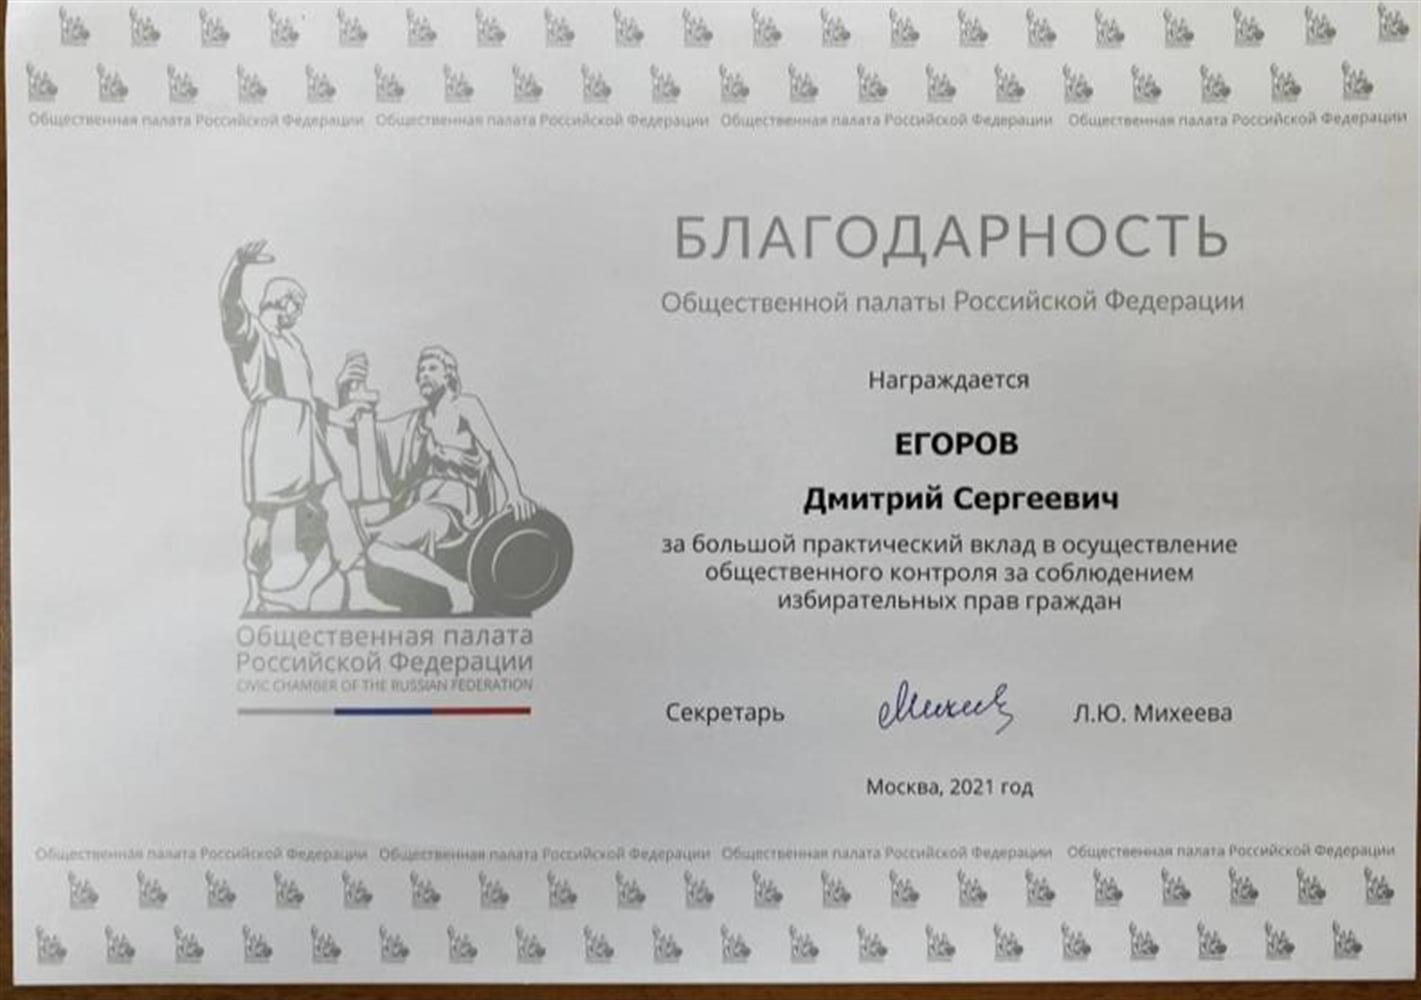 Общественная палата Российской Федерации Общественная палата Российской Федерации Общественная палата Российской Федерации Общественная палата Российской Федерации
БЛАГОДАРНОСТЬ
Общественной палаты Российской Федерации
Награждается
ЕГОРОВ
Дмитрий Сергеевич
за большой практический вклад в осуществление
общественного контроля за соблюдением
избирательных прав граждан
Общественная палата
Российской Федерации
CIVIC CHAMBER OF THE RUSSIAN FEDERATION
Секретарь Л.Ю. Михеева
Москва, 2021 год
Общественная палата Российской Федерации Общественная палата Российской Федерации Общественная палата Российской Федерации Общественная палата Российской Федерации